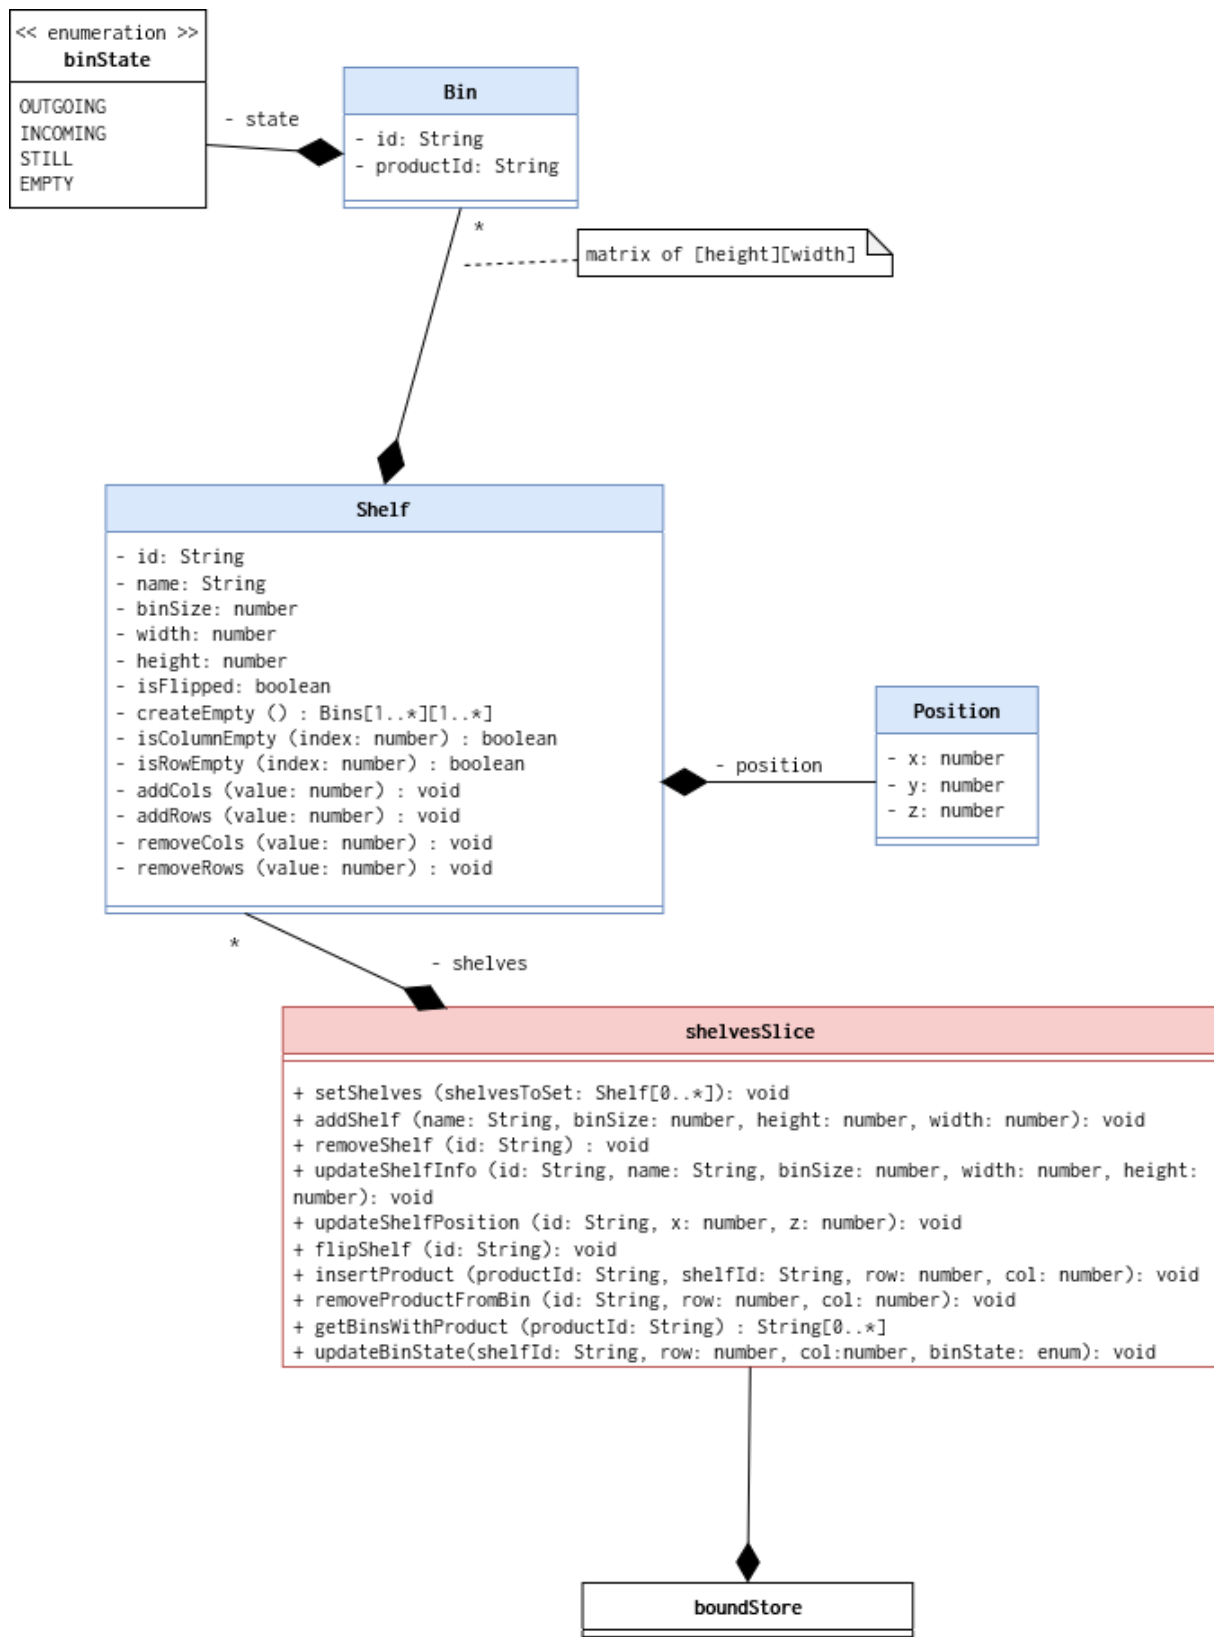 << enumeration >>
binState
OUTGOING
INCOMING
STILL
EMPTY
- state
Bin
- id: String
- productId: String
*
matrix of [height][width]
Shelf
- id: String
- name: String
- binSize: number
- width: number
- height: number
- isFlipped: boolean
- createEmpty () : Bins[1..*][1..*]
- isColumnEmpty (index: number) : boolean
- isRowEmpty (index: number) : boolean
- addCols (value: number) : void
- addRows (value: number) : void
- removeCols (value: number) : void
- removeRows (value: number) : void
- position
Position
- x: number
- y: number
- z: number
*
- shelves
shelvesSlice
+ setShelves (shelvesToSet: Shelf[0..*]): void
+ addShelf (name: String, binSize: number, height: number, width: number): void
+ removeShelf (id: String) : void
+ updateShelfInfo (id: String, name: String, binSize: number, width: number, height:
number): void
+ updateShelfPosition (id: String, x: number, z: number): void
+ flipShelf (id: String): void
+ insertProduct (productId: String, shelfId: String, row: number, col: number): void
+ removeProductFromBin (id: String, row: number, col: number): void
+ getBinsWithProduct (productId: String) : String[0..*]
+ updateBinState(shelfId: String, row: number, col:number, binState: enum): void
boundStore